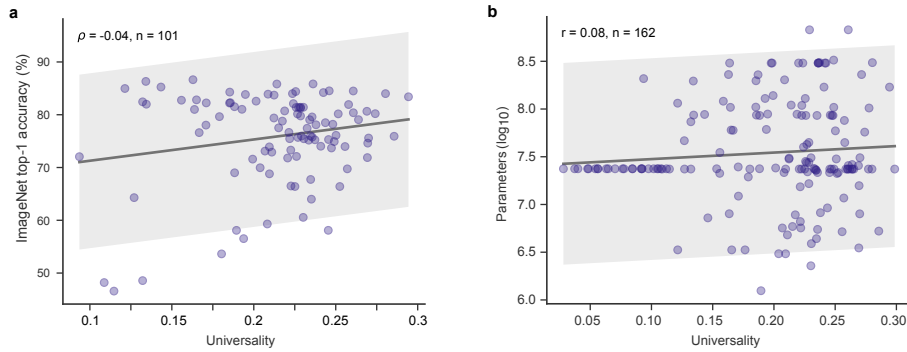 a
ρ = -0.04, n = 101
ImageNet top-1 accuracy (%)
90
80
70
60
50
0.1
0.15
0.2
0.25
0.3
Universality
b
r = 0.08, n = 162
Parameters (log10)
8.5
8.0
7.5
7.0
6.5
6.0
0.05
0.10
0.15
0.20
0.25
0.30
Universality